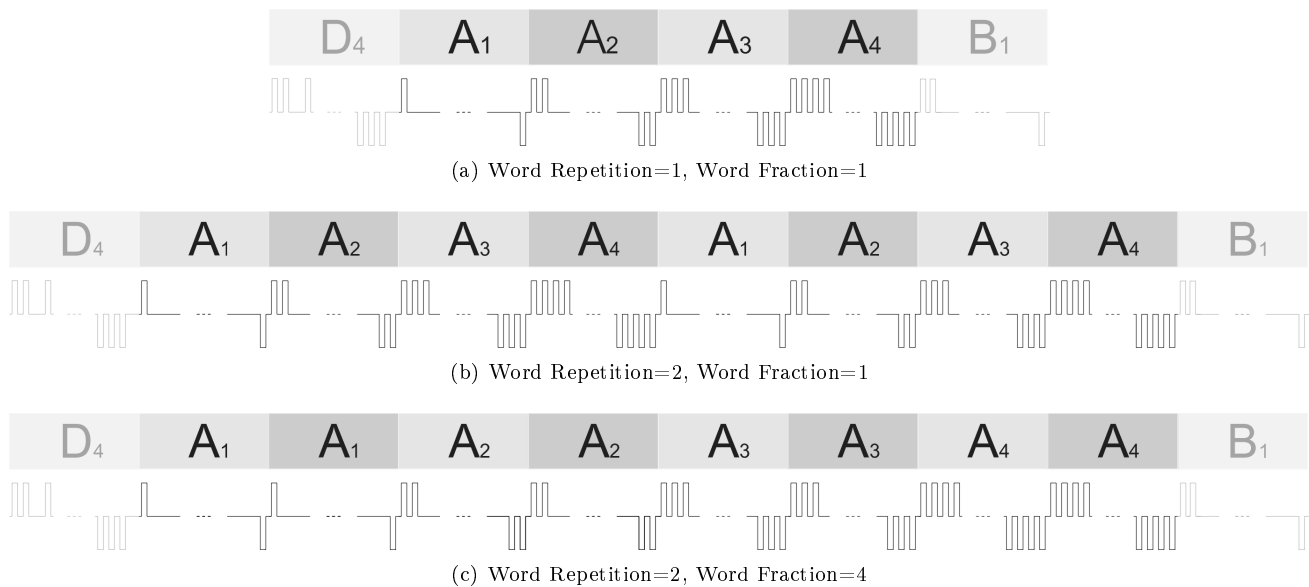 D4 A1 A2 A3 A4 B1
(a) Word Repetition=1, Word Fraction=1
D4 A1 A2 A3 A4 A1 A2 A3 A4 B1
(b) Word Repetition=2, Word Fraction=1
D4 A1 A1 A2 A2 A3 A3 A4 A4 B1
(c) Word Repetition=2, Word Fraction=4